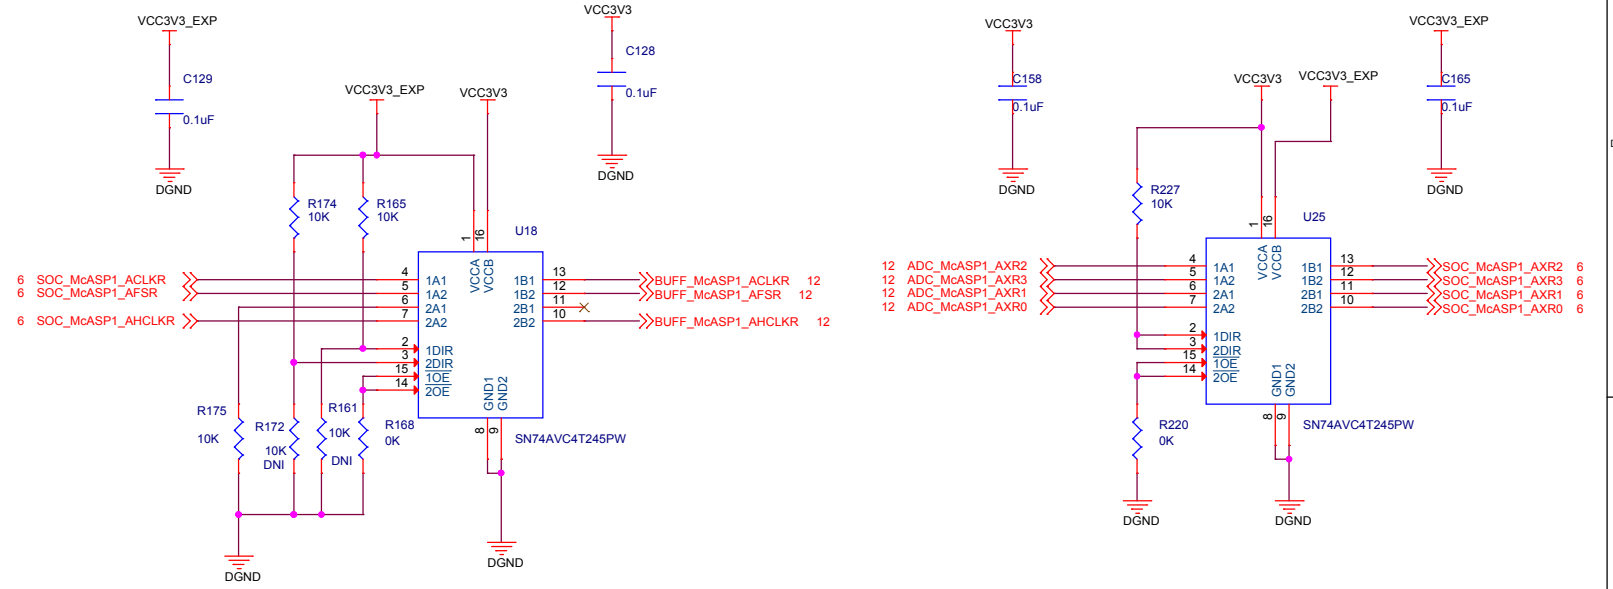 VCC3V3_EXP
C129
0.1uF
DGND
VCC3V3
C128
0.1uF
DGND
VCC3V3_EXP
VCC3V3
R174
10K
R165
10K
U18
1
16
VCCA
VCCB
6 SOC_McASP1_ACLKR
6 SOC_McASP1_AFSR
6 SOC_McASP1_AHCLKR
4 1A1
5 1A2
6 2A1
7 2A2
2 1DIR
3 2DIR
15 1OE
14 2OE
1B1 13
1B2 12
2B1 11
2B2 10
BUFF_McASP1_ACLKR 12
BUFF_McASP1_AFSR 12
BUFF_McASP1_AHCLKR 12
GND1
GND2
8
9
SN74AVC4T245PW
R175
10K
R172
10K
DNI
R161
10K
DNI
R168
0K
DGND
DGND
VCC3V3
C158
0.1uF
DGND
VCC3V3
VCC3V3_EXP
VCC3V3_EXP
C165
0.1uF
DGND
R227
10K
U25
1
16
VCCA
VCCB
12 ADC_McASP1_AXR2
12 ADC_McASP1_AXR3
12 ADC_McASP1_AXR1
12 ADC_McASP1_AXR0
4 1A1
5 1A2
6 2A1
7 2A2
2 1DIR
3 2DIR
15 1OE
14 2OE
1B1 13
1B2 12
2B1 11
2B2 10
SOC_McASP1_AXR2 6
SOC_McASP1_AXR3 6
SOC_McASP1_AXR1 6
SOC_McASP1_AXR0 6
GND1
GND2
8
9
SN74AVC4T245PW
R220
0K
DGND
DGND